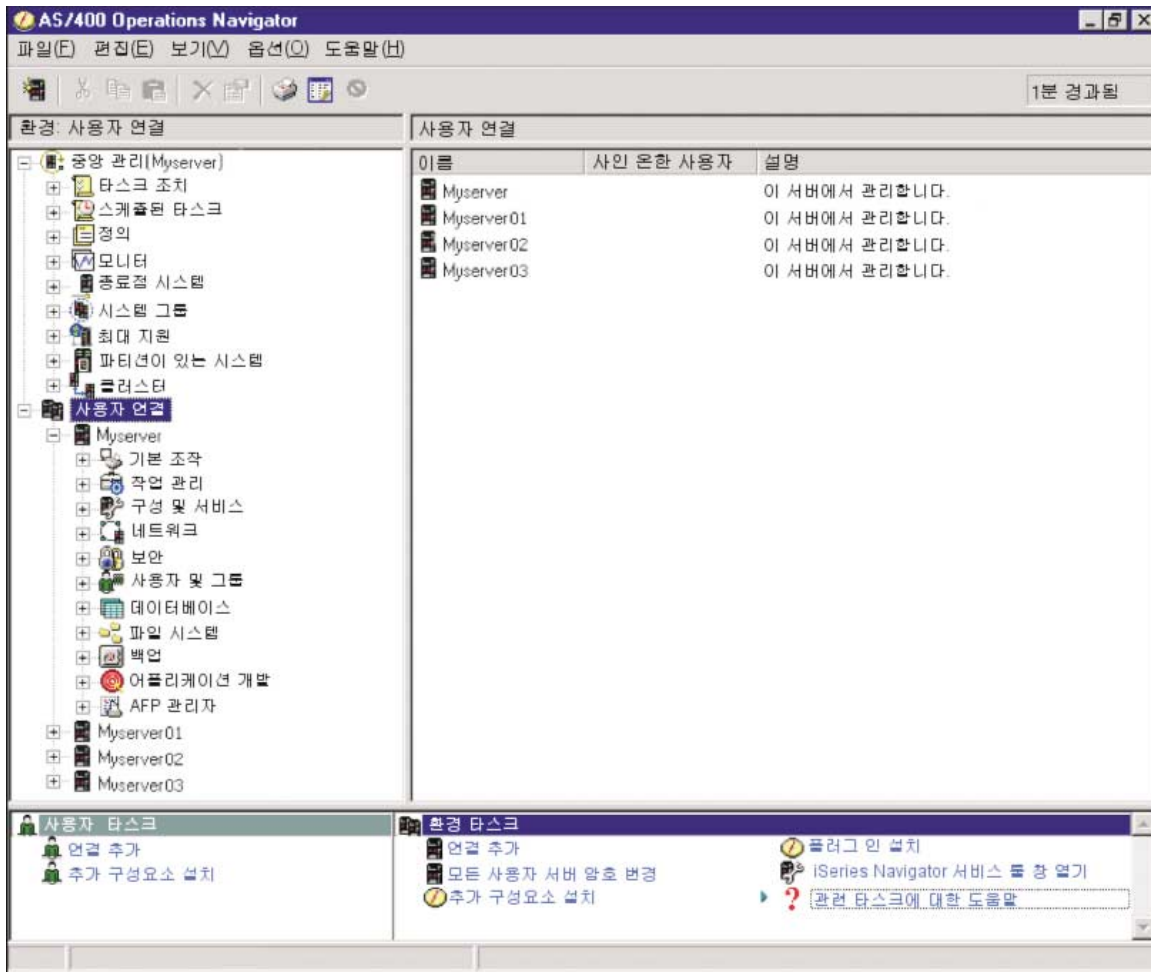 AS/400 Operations Navigator
파일(F) 편집(E) 보기(V) 옵션(O) 도움말(H)
1분 경과됨
환경: 사용자 연결
사용자 연결
중앙 관리(Myserver)
타스크 조치
스케줄된 타스크
정의
모니터
종료점 시스템
시스템 그룹
최대 지원
파티션이 있는 시스템
클러스터
사용자 연결
Myserver
기본 조작
작업 관리
구성 및 서비스
네트워크
보안
사용자 및 그룹
데이터베이스
파일 시스템
백업
어플리케이션 개발
AFP 관리자
Myserver01
Myserver02
Myserver03
이름 사인 온한 사용자 설명
Myserver 이 서버에서 관리합니다.
Myserver01 이 서버에서 관리합니다.
Myserver02 이 서버에서 관리합니다.
Myserver03 이 서버에서 관리합니다.
사용자 타스크
연결 추가
추가 구성요소 설치
환경 타스크
연결 추가
모든 사용자 서버 암호 변경
추가 구성요소 설치
플러그 인 설치
iSeries Navigator 서비스 툴 창 열기
관련 타스크에 대한 도움말